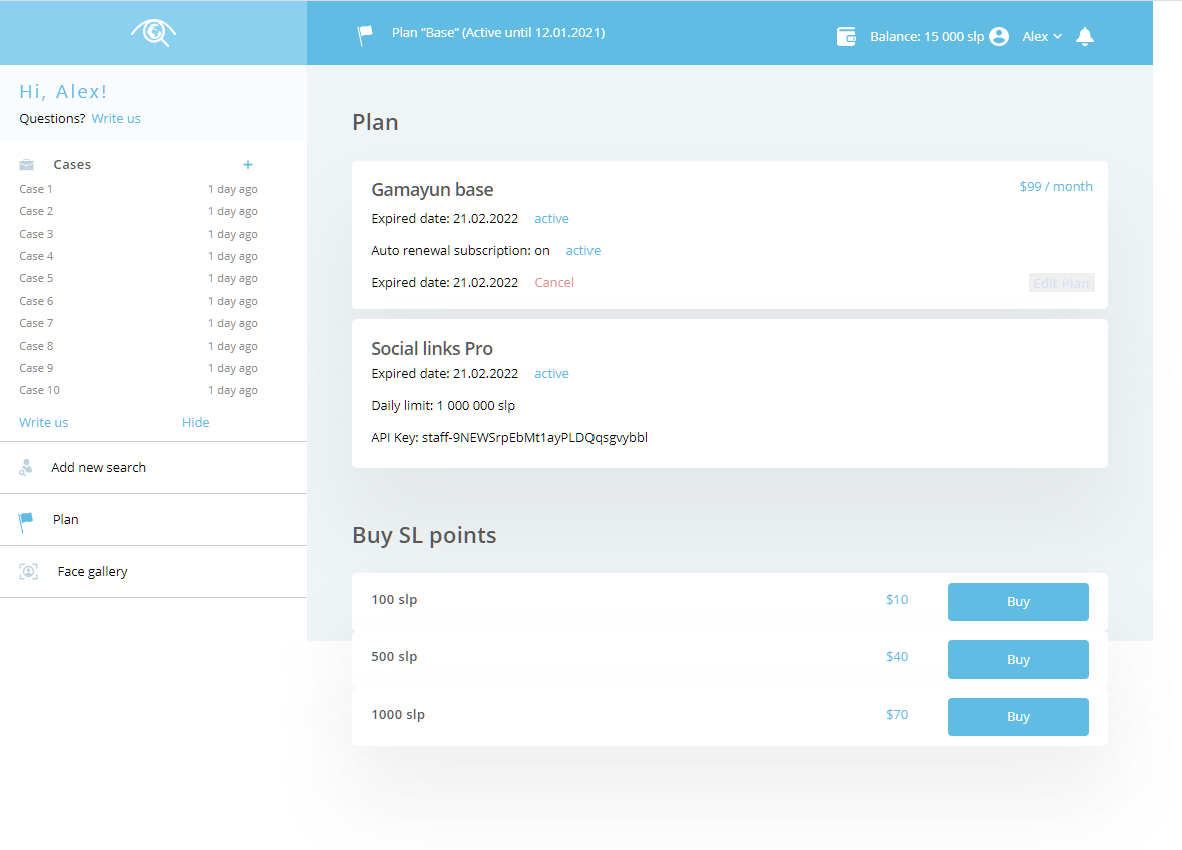 Plan “Base” (Active until 12.01.2021)
Balance: 15 000 slp
Alex
Hi, Alex!
Questions? Write us
Cases +
Case 1 1 day ago
Case 2 1 day ago
Case 3 1 day ago
Case 4 1 day ago
Case 5 1 day ago
Case 6 1 day ago
Case 7 1 day ago
Case 8 1 day ago
Case 9 1 day ago
Case 10 1 day ago
Write us Hide
Add new search
Plan
Face gallery
Plan
Gamayun base $99 / month
Expired date: 21.02.2022 active
Auto renewal subscription: on active
Expired date: 21.02.2022 Cancel Edit Plan
Social links Pro
Expired date: 21.02.2022 active
Daily limit: 1 000 000 slp
API Key: staff-9NEWSrpEbMt1ayPLDQqsgvybbl
Buy SL points
100 slp $10 Buy
500 slp $40 Buy
1000 slp $70 Buy